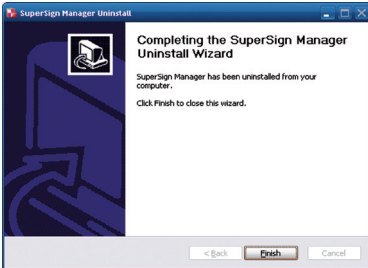 SuperSign Manager Uninstall
Completing the SuperSign Manager
Uninstall Wizard
SuperSign Manager has been uninstalled from your
computer.
Click Finish to close this wizard.
< Back
Finish
Cancel